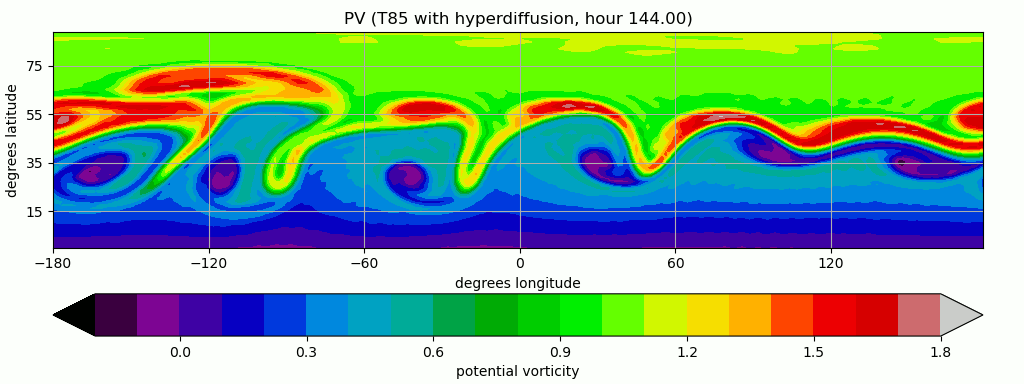 PV (T85 with hyperdiffusion, hour 144.00)
degrees latitude
75
55
35
15
−180 −120 −60 0 60 120
degrees longitude
0.0 0.3 0.6 0.9 1.2 1.5 1.8
potential vorticity